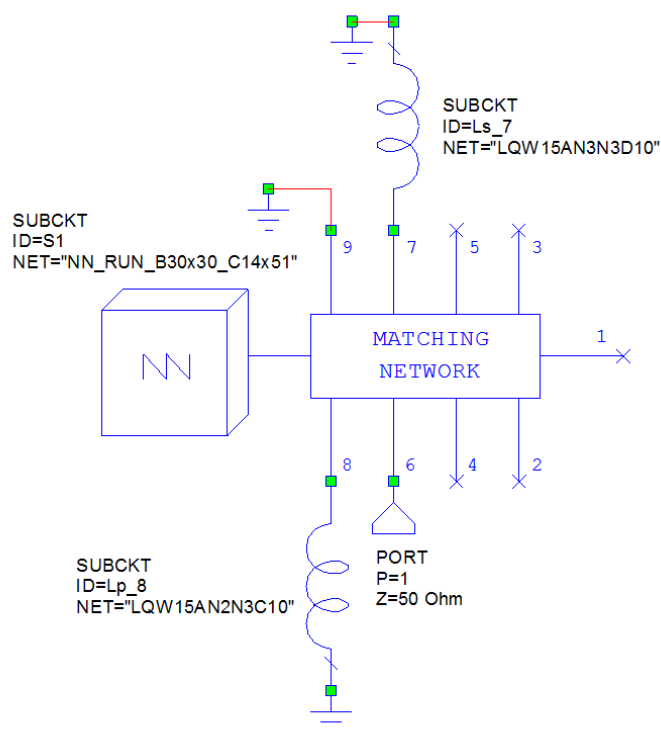 SUBCKT
ID=Ls_7
NET="LQW15AN3N3D10"
SUBCKT
ID=S1
NET="NN_RUN_B30x30_C14x51"
9
7
5
3
NN
MATCHING
NETWORK
1
8
6
4
2
SUBCKT
ID=Lp_8
NET="LQW15AN2N3C10"
PORT
P=1
Z=50 Ohm